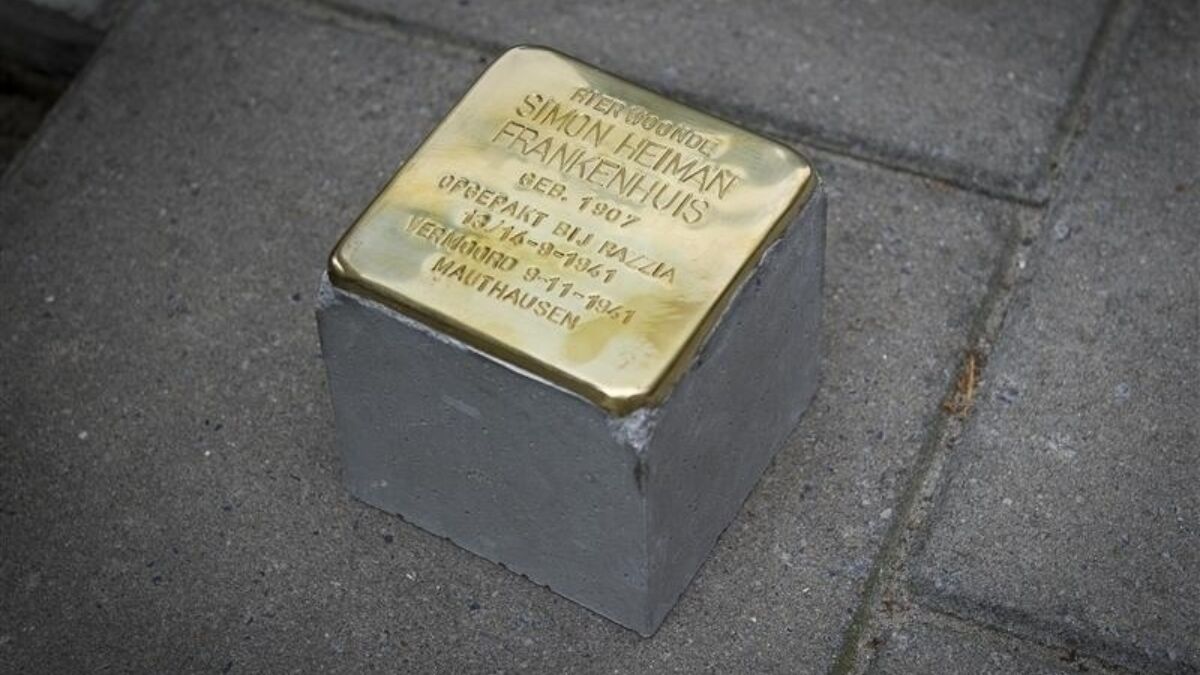 HIER WOONDE
SIMON HEIMAN
FRANKENHUIS
GEB. 1907
OPGEPAKT BIJ RAZZIA
13/14-9-1941
VERMOORD 9-11-1941
MAUTHAUSEN